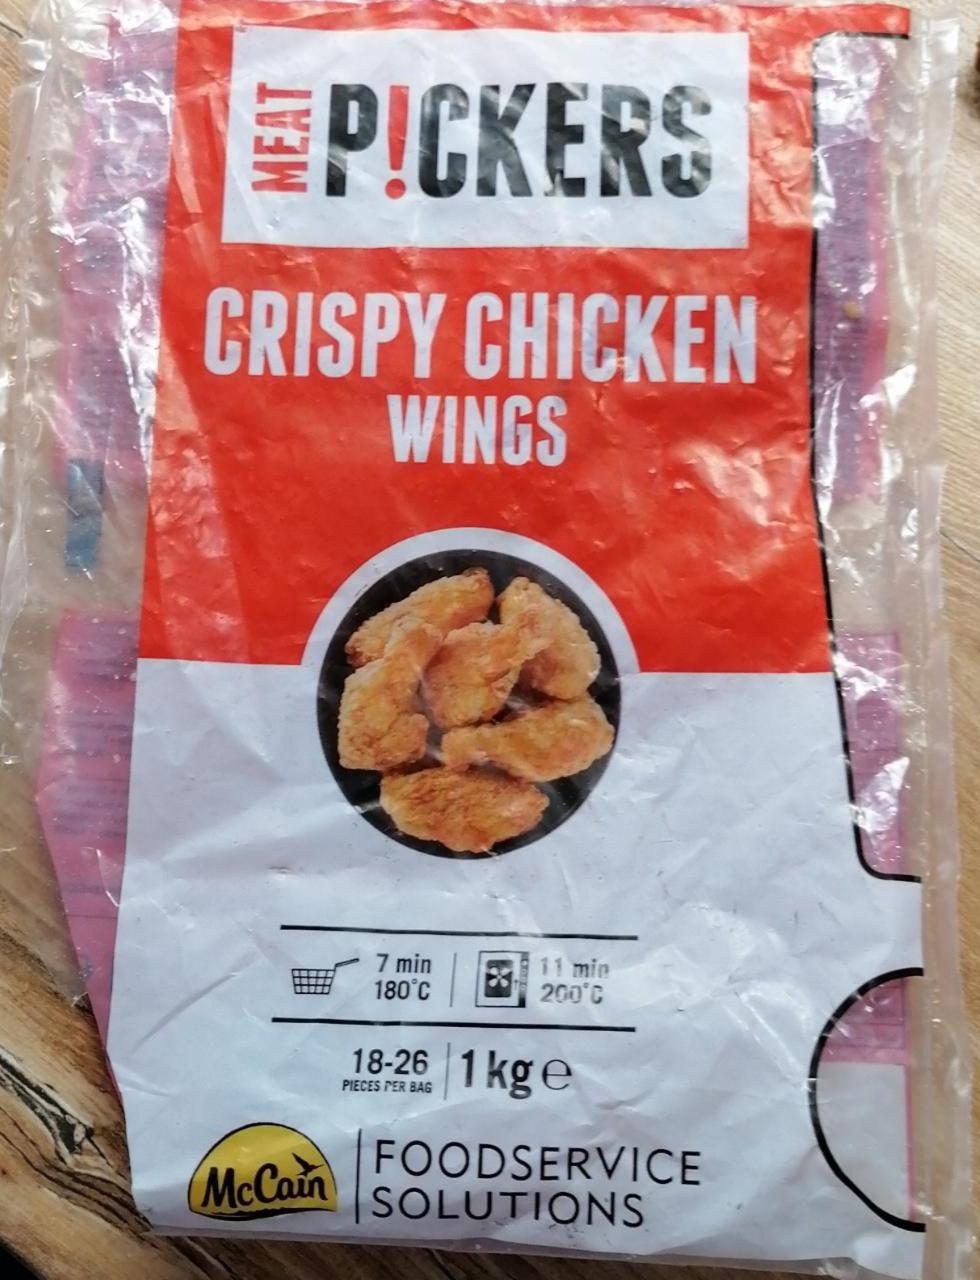 MEAT P!CKERS
CRISPY CHICKEN
WINGS
7 min
180°C
11 min
200°C
18-26
PIECES PER BAG
1 kg e
McCain
FOODSERVICE
SOLUTIONS